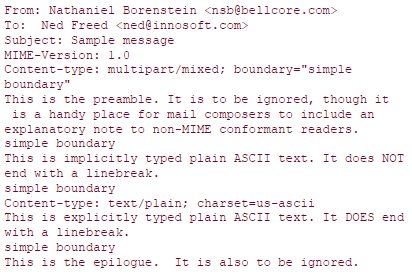 From: Nathaniel Borenstein <nsb@bellcore.com>
To:  Ned Freed <ned@innosoft.com>
Subject: Sample message
MIME-Version: 1.0
Content-type: multipart/mixed; boundary="simple
boundary"
This is the preamble. It is to be ignored, though it
 is a handy place for mail composers to include an
explanatory note to non-MIME conformant readers.
simple boundary
This is implicitly typed plain ASCII text. It does NOT
end with a linebreak.
simple boundary
Content-type: text/plain; charset=us-ascii
This is explicitly typed plain ASCII text. It DOES end
with a linebreak.
simple boundary
This is the epilogue.  It is also to be ignored.